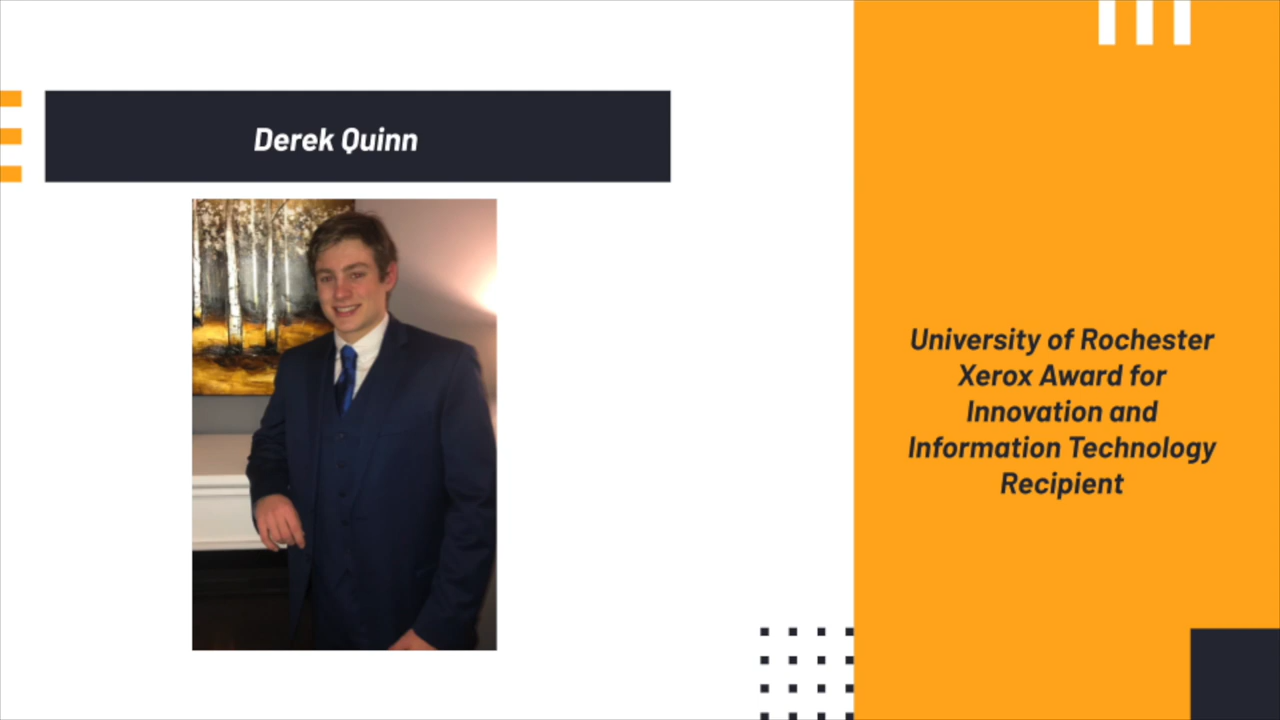 Derek Quinn
University of Rochester
Xerox Award for
Innovation and
Information Technology
Recipient